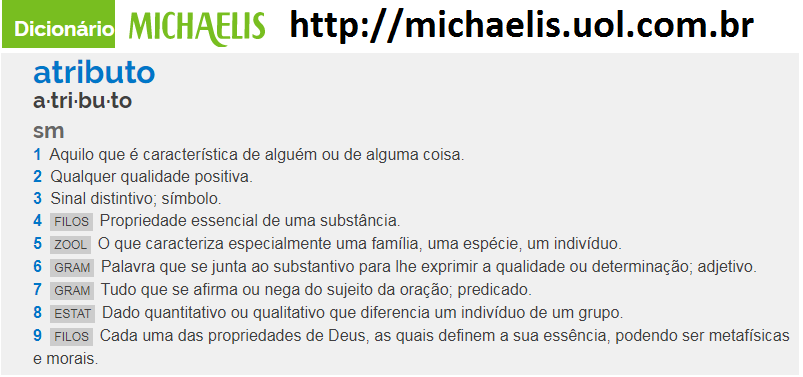 Dicionário MICHAELIS http://michaelis.uol.com.br
atributo
a·tri·bu·to
sm
1 Aquilo que é característica de alguém ou de alguma coisa.
2 Qualquer qualidade positiva.
3 Sinal distintivo; símbolo.
4 FILOS Propriedade essencial de uma substância.
5 ZOOL O que caracteriza especialmente uma família, uma espécie, um indivíduo.
6 GRAM Palavra que se junta ao substantivo para lhe exprimir a qualidade ou determinação; adjetivo.
7 GRAM Tudo que se afirma ou nega do sujeito da oração; predicado.
8 ESTAT Dado quantitativo ou qualitativo que diferencia um indivíduo de um grupo.
9 FILOS Cada uma das propriedades de Deus, as quais definem a sua essência, podendo ser metafísicas
e morais.